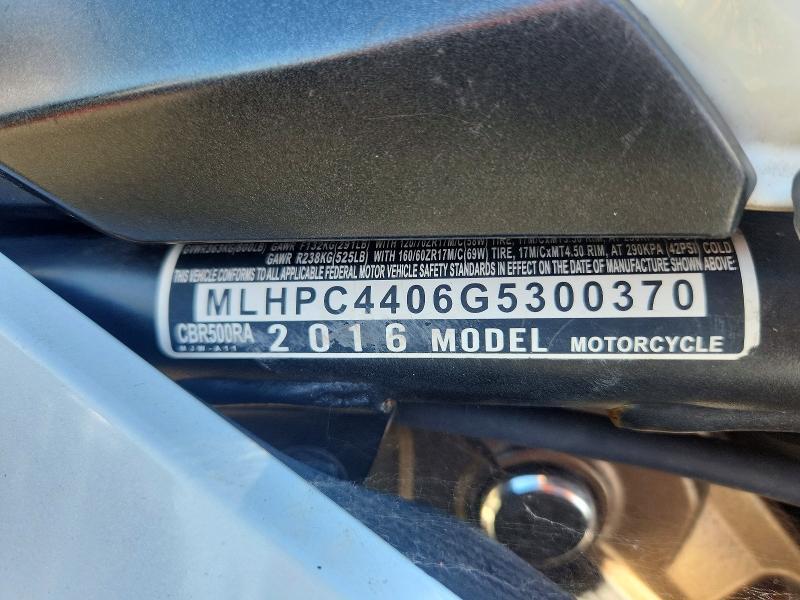 GAWR F132KG(291LB) WITH 120/70ZR17M/C(58W) TIRE,
GAWR R238KG(525LB) WITH 160/60ZR17M/C(69W) TIRE, 17M/CxMT4.50 RIM, AT 290KPA (42PSI) COLD
THIS VEHICLE CONFORMS TO ALL APPLICABLE FEDERAL MOTOR VEHICLE SAFETY STANDARDS IN EFFECT ON THE DATE OF MANUFACTURE SHOWN ABOVE.
MLHPC4406G5300370
CBR500RA 2016 MODEL MOTORCYCLE